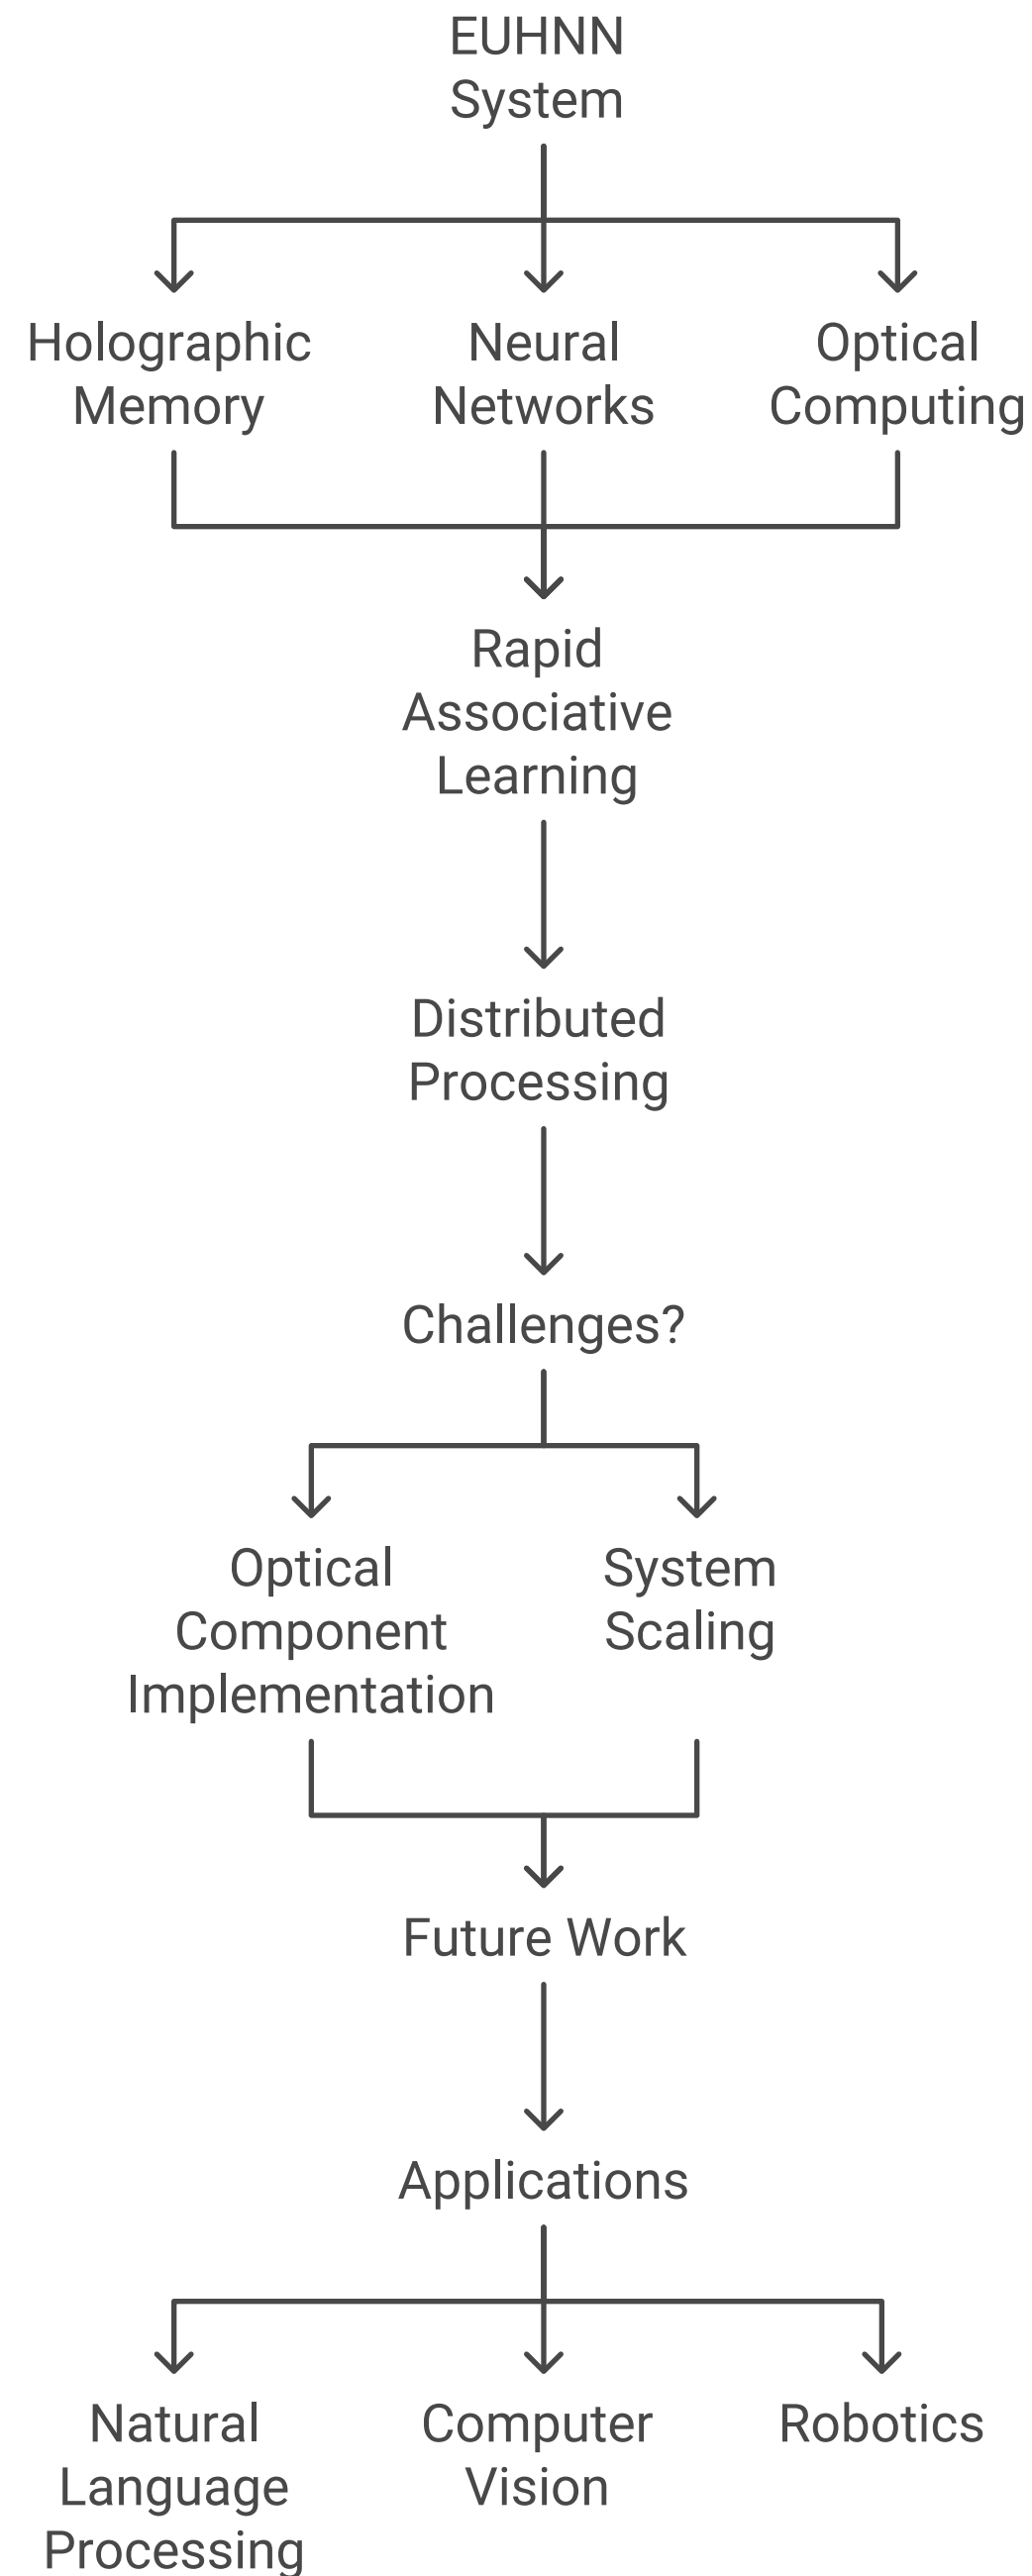 EUHNN
System
Holographic
Memory
Neural
Networks
Optical
Computing
Rapid
Associative
Learning
Distributed
Processing
Challenges?
Optical
Component
Implementation
System
Scaling
Future Work
Applications
Natural
Language
Processing
Computer
Vision
Robotics